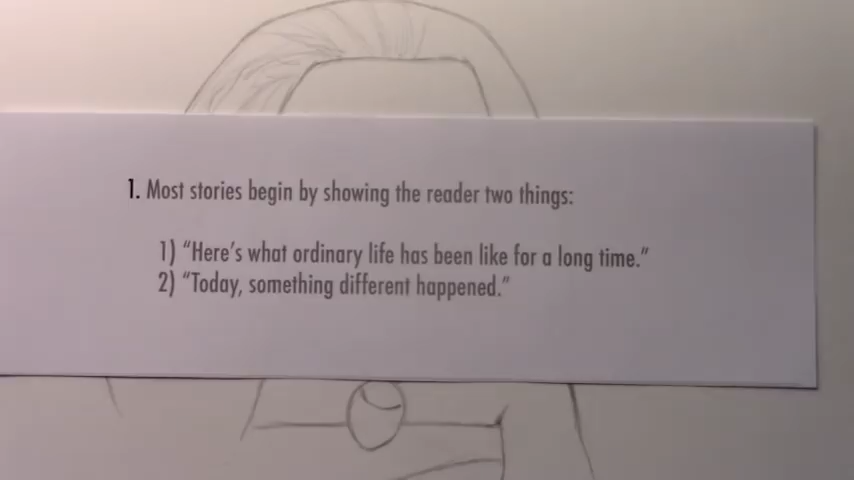 1. Most stories begin by showing the reader two things:
1) “Here’s what ordinary life has been like for a long time.”
2) “Today, something different happened.”